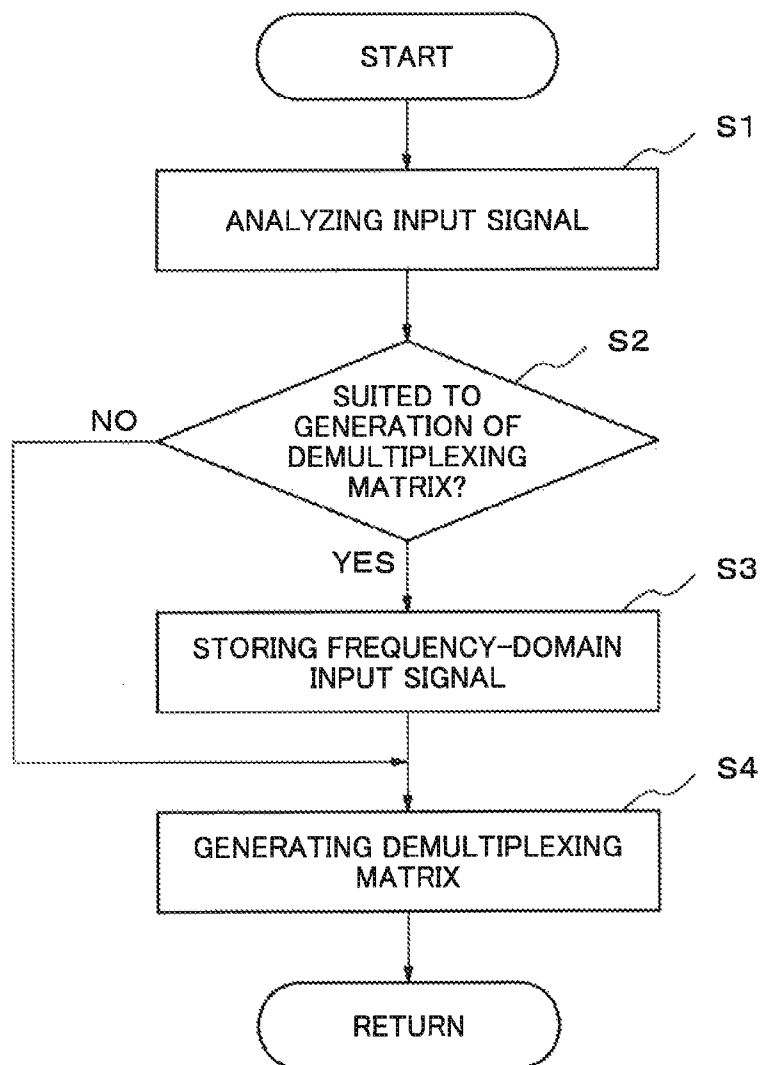 START
S1
ANALYZING INPUT SIGNAL
S2
SUITED TO
GENERATION OF
DEMULTIPLEXING
MATRIX?
NO
YES
S3
STORING FREQUENCY-DOMAIN
INPUT SIGNAL
S4
GENERATING DEMULTIPLEXING
MATRIX
RETURN